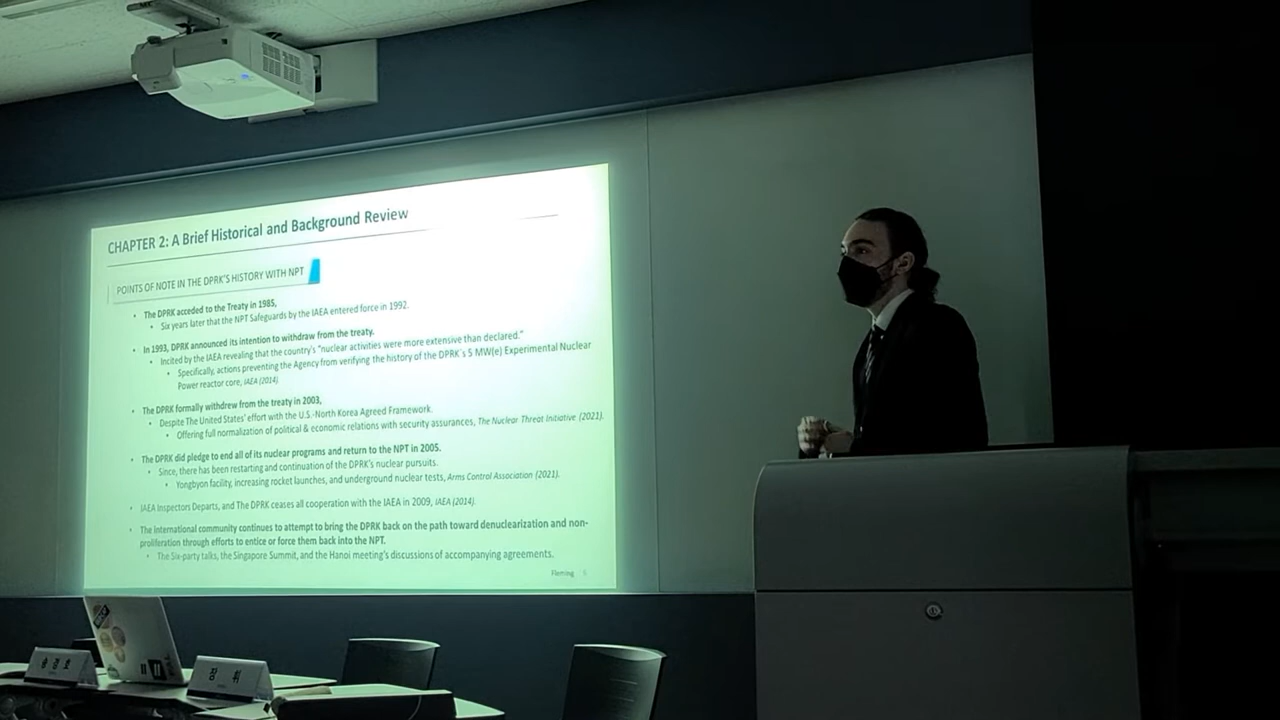 CHAPTER 2: A Brief Historical and Background Review
POINTS OF NOTE IN THE DPRK'S HISTORY WITH NPT
• The DPRK acceded to the Treaty in 1985,
• Six years later that the NPT Safeguards by the IAEA entered force in 1992.
• In 1993, DPRK announced its intention to withdraw from the treaty.
• Incited by the IAEA revealing that the country's "nuclear activities were more extensive than declared."
• Specifically, actions preventing the Agency from verifying the history of the DPRK's 5 MW(e) Experimental Nuclear
Power reactor core, IAEA (2014)
• The DPRK formally withdrew from the treaty in 2003,
• Despite The United States' effort with the U.S.-North Korea Agreed Framework.
• Offering full normalization of political & economic relations with security assurances, The Nuclear Threat Initiative (2021).
• The DPRK did pledge to end all of its nuclear programs and return to the NPT in 2005.
• Since, there has been restarting and continuation of the DPRK's nuclear pursuits.
• Yongbyon facility, increasing rocket launches, and underground nuclear tests, Arms Control Association (2021).
• IAEA Inspectors Departs, and The DPRK ceases all cooperation with the IAEA in 2009, IAEA (2014).
• The International community continues to attempt to bring the DPRK back on the path toward denuclearization and non-
proliferation through efforts to entice or force them back into the NPT.
• The Six-party talks, the Singapore Summit, and the Hanoi meeting's discussions of accompanying agreements.
Fleming 6
송경호
장 휘